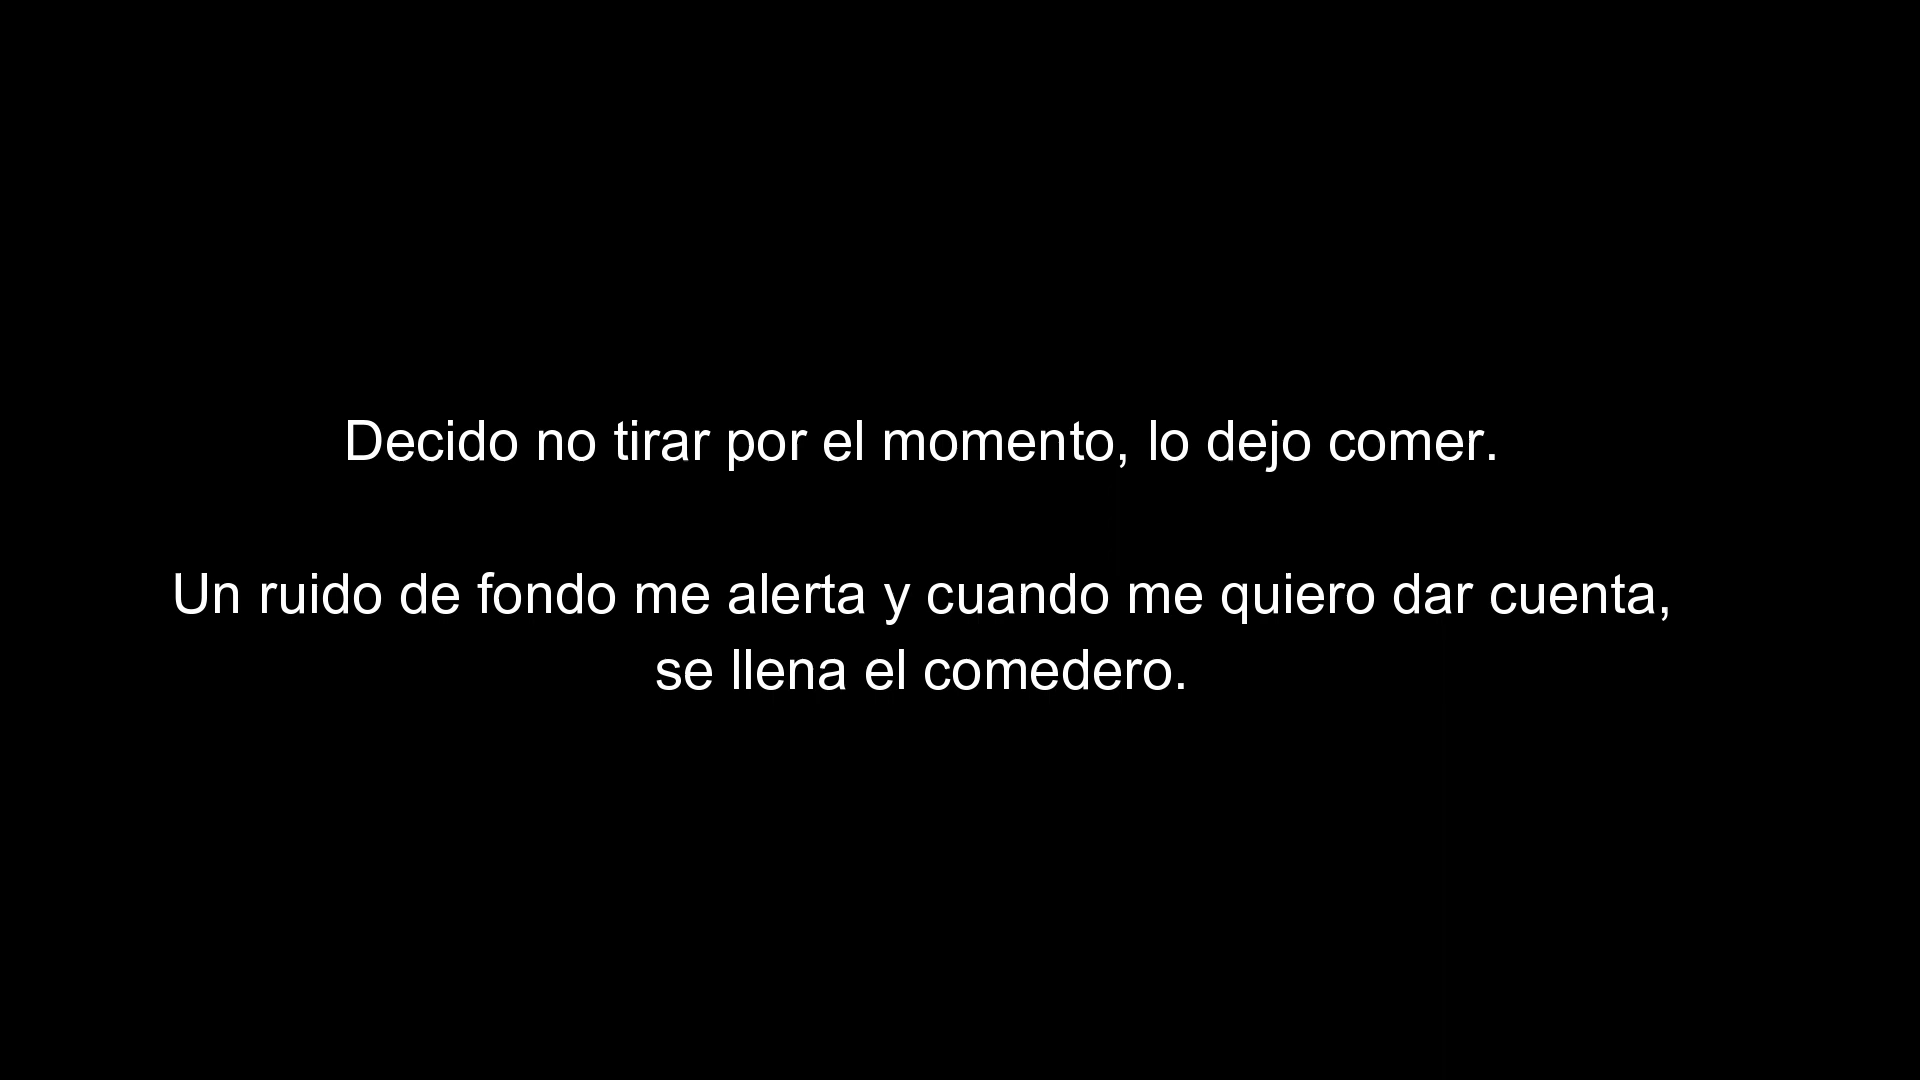 Decido no tirar por el momento, lo dejo comer.
Un ruido de fondo me alerta y cuando me quiero dar cuenta,
se llena el comedero.